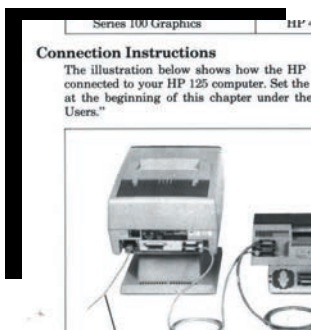 Series 100 Graphics HP 4
Connection Instructions
The illustration below shows how the HP
connected to your HP 125 computer. Set the
at the beginning of this chapter under the
Users."